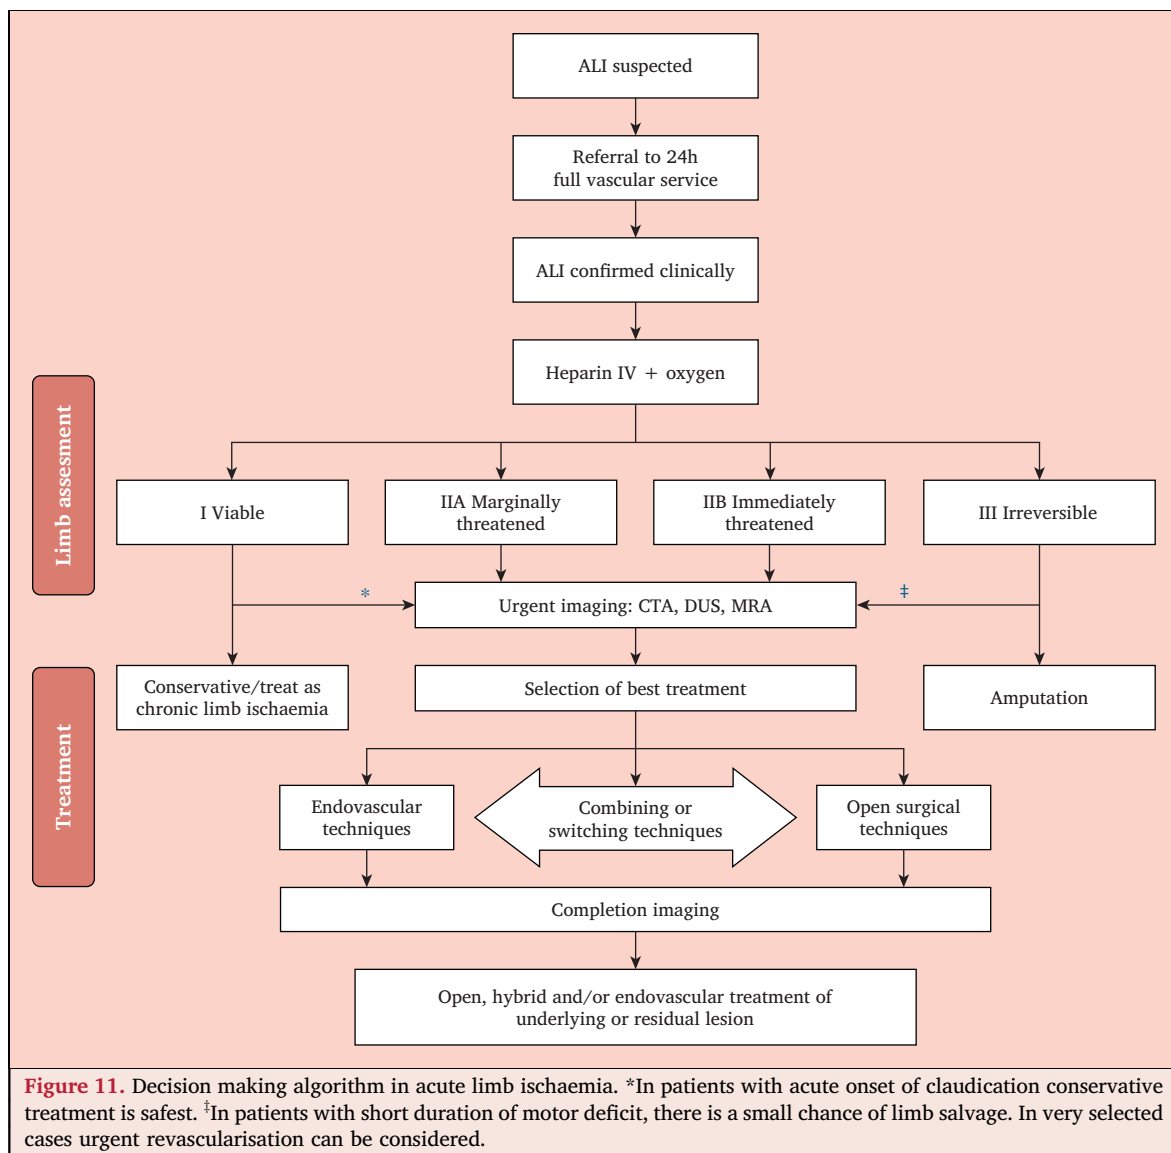 ALI suspected
Referral to 24h
full vascular service
ALI confirmed clinically
Heparin IV + oxygen
Limb assesment
I Viable
IIA Marginally
threatened
IIB Immediately
threatened
III Irreversible
*
Urgent imaging: CTA, DUS, MRA
‡
Treatment
Conservative/treat as
chronic limb ischaemia
Selection of best treatment
Amputation
Endovascular
techniques
Combining or
switching techniques
Open surgical
techniques
Completion imaging
Open, hybrid and/or endovascular treatment of
underlying or residual lesion
Figure 11. Decision making algorithm in acute limb ischaemia. *In patients with acute onset of claudication conservative
treatment is safest. ‡In patients with short duration of motor deficit, there is a small chance of limb salvage. In very selected
cases urgent revascularisation can be considered.